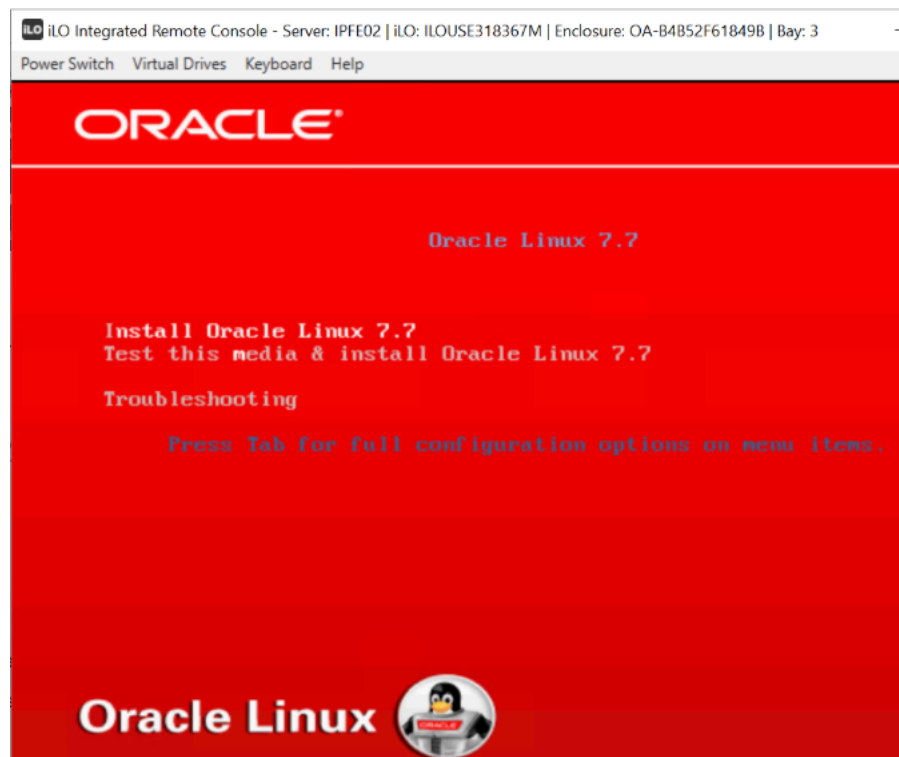 iLO iLO Integrated Remote Console - Server: IPFE02 | iLO: ILOUSE318367M | Enclosure: OA-B4B52F61849B | Bay: 3
Power Switch Virtual Drives Keyboard Help
ORACLE®
Oracle Linux 7.7
Install Oracle Linux 7.7
Test this media & install Oracle Linux 7.7
Troubleshooting
Press Tab for full configuration options on menu items.
Oracle Linux
ORACLE